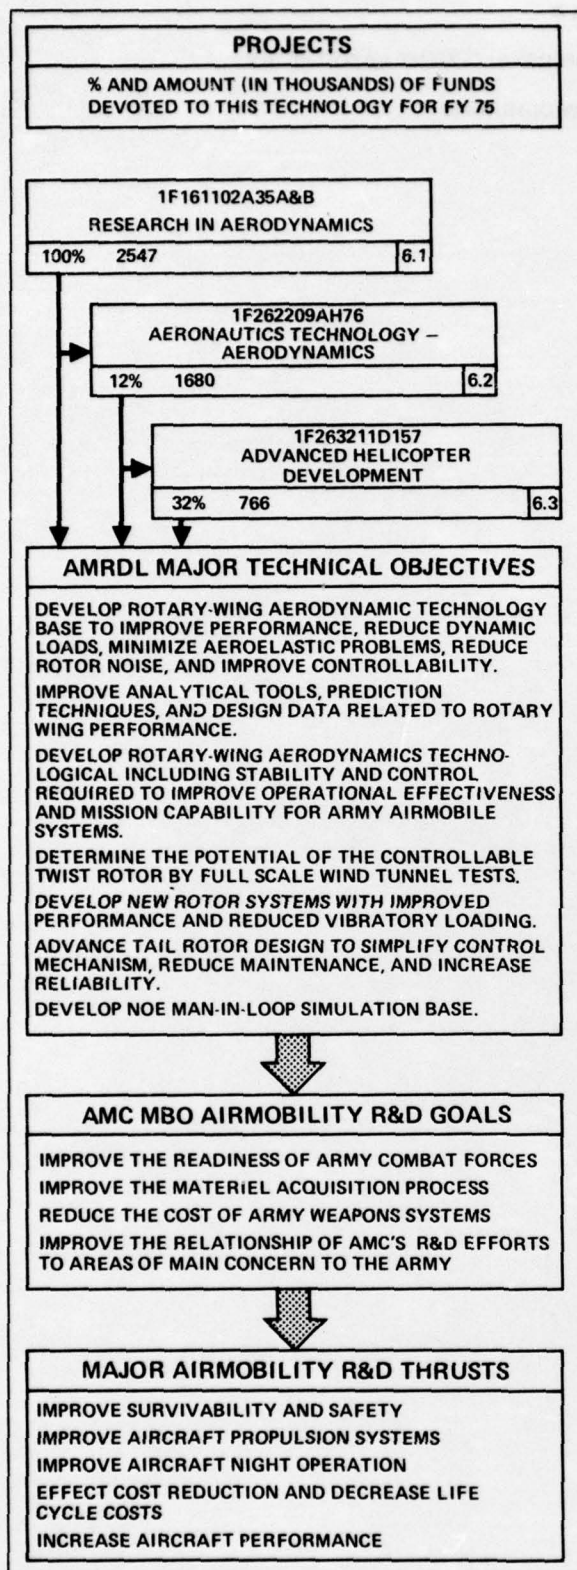 PROJECTS
% AND AMOUNT (IN THOUSANDS) OF FUNDS
DEVOTED TO THIS TECHNOLOGY FOR FY 75
1F161102A35A&B
RESEARCH IN AERODYNAMICS
100% 2547 6.1
1F262209AH76
AERONAUTICS TECHNOLOGY –
AERODYNAMICS
12% 1680 6.2
1F263211D157
ADVANCED HELICOPTER
DEVELOPMENT
32% 766 6.3
AMRDL MAJOR TECHNICAL OBJECTIVES
DEVELOP ROTARY-WING AERODYNAMIC TECHNOLOGY
BASE TO IMPROVE PERFORMANCE, REDUCE DYNAMIC
LOADS, MINIMIZE AEROELASTIC PROBLEMS, REDUCE
ROTOR NOISE, AND IMPROVE CONTROLLABILITY.
IMPROVE ANALYTICAL TOOLS, PREDICTION
TECHNIQUES, AND DESIGN DATA RELATED TO ROTARY
WING PERFORMANCE.
DEVELOP ROTARY-WING AERODYNAMICS TECHNO-
LOGICAL INCLUDING STABILITY AND CONTROL
REQUIRED TO IMPROVE OPERATIONAL EFFECTIVENESS
AND MISSION CAPABILITY FOR ARMY AIRMOBILE
SYSTEMS.
DETERMINE THE POTENTIAL OF THE CONTROLLABLE
TWIST ROTOR BY FULL SCALE WIND TUNNEL TESTS.
DEVELOP NEW ROTOR SYSTEMS WITH IMPROVED
PERFORMANCE AND REDUCED VIBRATORY LOADING.
ADVANCE TAIL ROTOR DESIGN TO SIMPLIFY CONTROL
MECHANISM, REDUCE MAINTENANCE, AND INCREASE
RELIABILITY.
DEVELOP NOE MAN-IN-LOOP SIMULATION BASE.
AMC MBO AIRMOBILITY R&D GOALS
IMPROVE THE READINESS OF ARMY COMBAT FORCES
IMPROVE THE MATERIEL ACQUISITION PROCESS
REDUCE THE COST OF ARMY WEAPONS SYSTEMS
IMPROVE THE RELATIONSHIP OF AMC'S R&D EFFORTS
TO AREAS OF MAIN CONCERN TO THE ARMY
MAJOR AIRMOBILITY R&D THRUSTS
IMPROVE SURVIVABILITY AND SAFETY
IMPROVE AIRCRAFT PROPULSION SYSTEMS
IMPROVE AIRCRAFT NIGHT OPERATION
EFFECT COST REDUCTION AND DECREASE LIFE
CYCLE COSTS
INCREASE AIRCRAFT PERFORMANCE